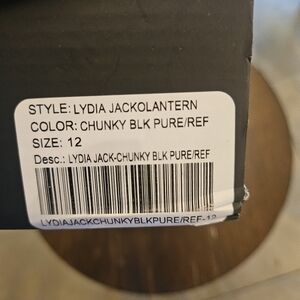 STYLE: LYDIA JACKOLANTERN
COLOR: CHUNKY BLK PURE/REF
SIZE: 12
Desc.: LYDIA JACK-CHUNKY BLK PURE/REF
LYDIAJACKCHUNKYBLKPURE/REF-12